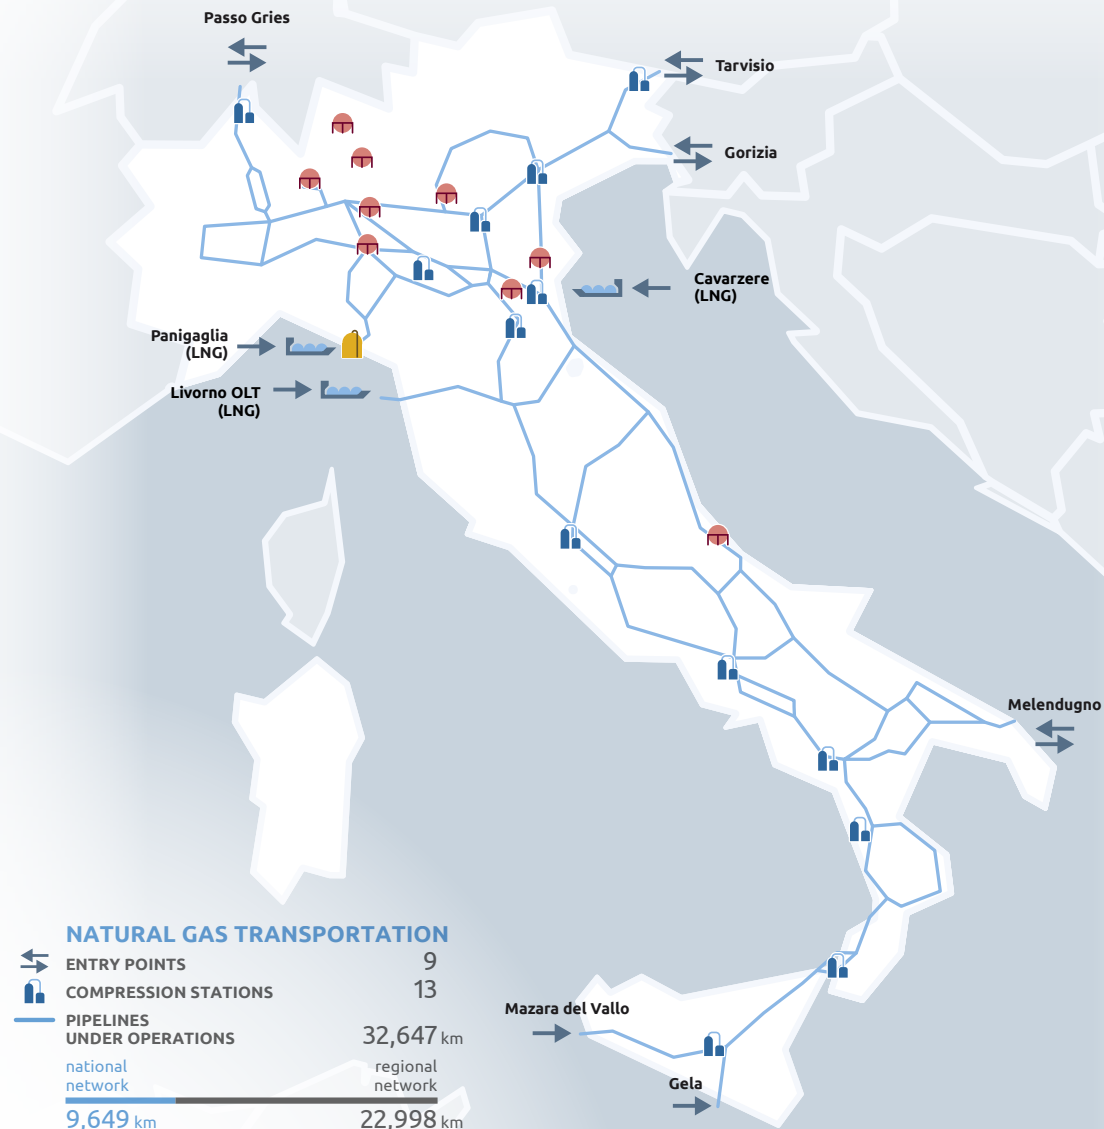 Passo Gries
Tarvisio
Gorizia
Cavarzere
(LNG)
Panigaglia
(LNG)
Livorno OLT
(LNG)
Melendugno
Mazara del Vallo
Gela
NATURAL GAS TRANSPORTATION
ENTRY POINTS 9
COMPRESSION STATIONS 13
PIPELINES
UNDER OPERATIONS 32,647 km
national regional
network network
9,649 km 22,998 km